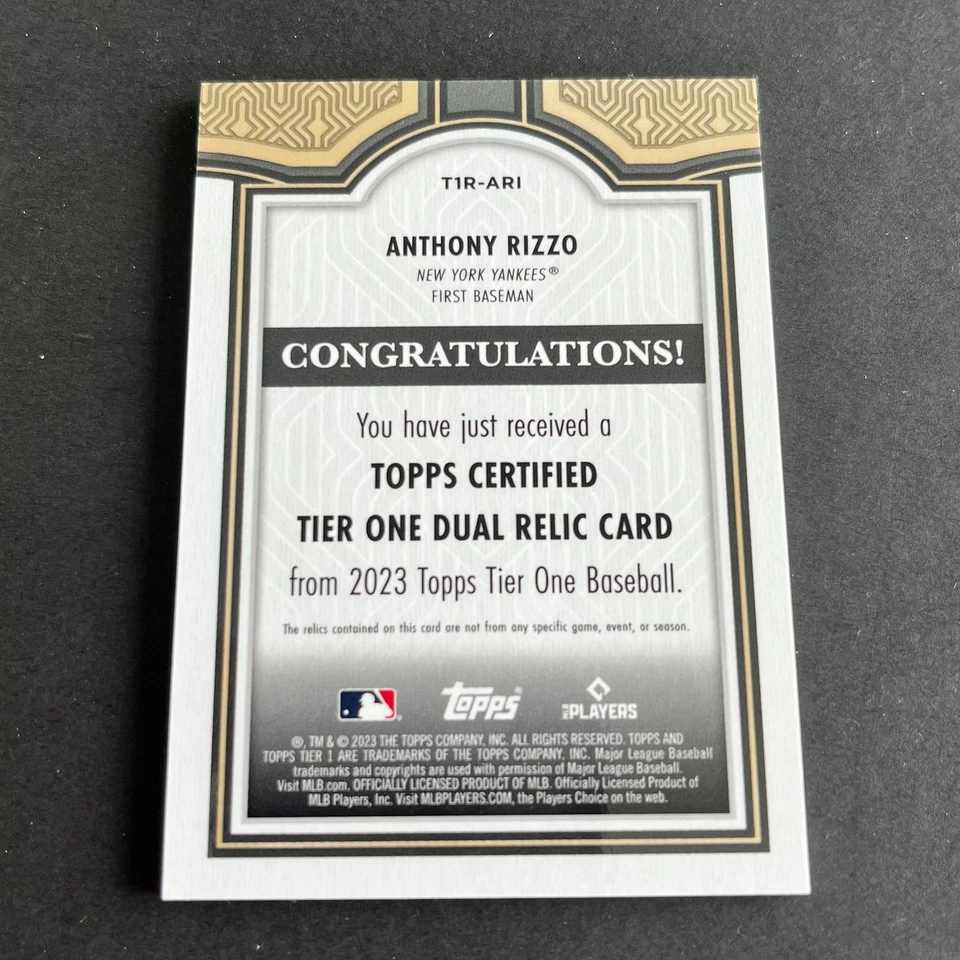 T1R-ARI
ANTHONY RIZZO
NEW YORK YANKEES®
FIRST BASEMAN
CONGRATULATIONS!
You have just received a
TOPPS CERTIFIED
TIER ONE DUAL RELIC CARD
from 2023 Topps Tier One Baseball.
The relics contained on this card are not from any specific game, event, or season.
Topps®
MLB PLAYERS
®, TM & © 2023 THE TOPPS COMPANY, INC. ALL RIGHTS RESERVED. TOPPS AND
TOPPS TIER 1 ARE TRADEMARKS OF THE TOPPS COMPANY, INC. Major League Baseball
trademarks and copyrights are used with permission of Major League Baseball.
Visit MLB.com. OFFICIALLY LICENSED PRODUCT OF MLB. Officially Licensed Product of
MLB Players, Inc. Visit MLBPLAYERS.COM, the Players Choice on the web.